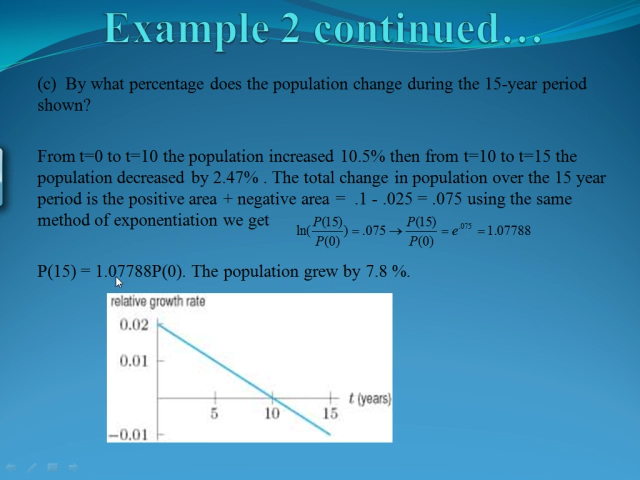 Example 2 continued…
(c) By what percentage does the population change during the 15-year period
shown?
From t=0 to t=10 the population increased 10.5% then from t=10 to t=15 the
population decreased by 2.47% . The total change in population over the 15 year
period is the positive area + negative area = .1 - .025 = .075 using the same
method of exponentiation we get ln(P(15)/P(0)) = .075 → P(15)/P(0) = e^.075 = 1.07788
P(15) = 1.07788P(0). The population grew by 7.8 %.
relative growth rate
0.02
0.01
t (years)
5 10 15
−0.01